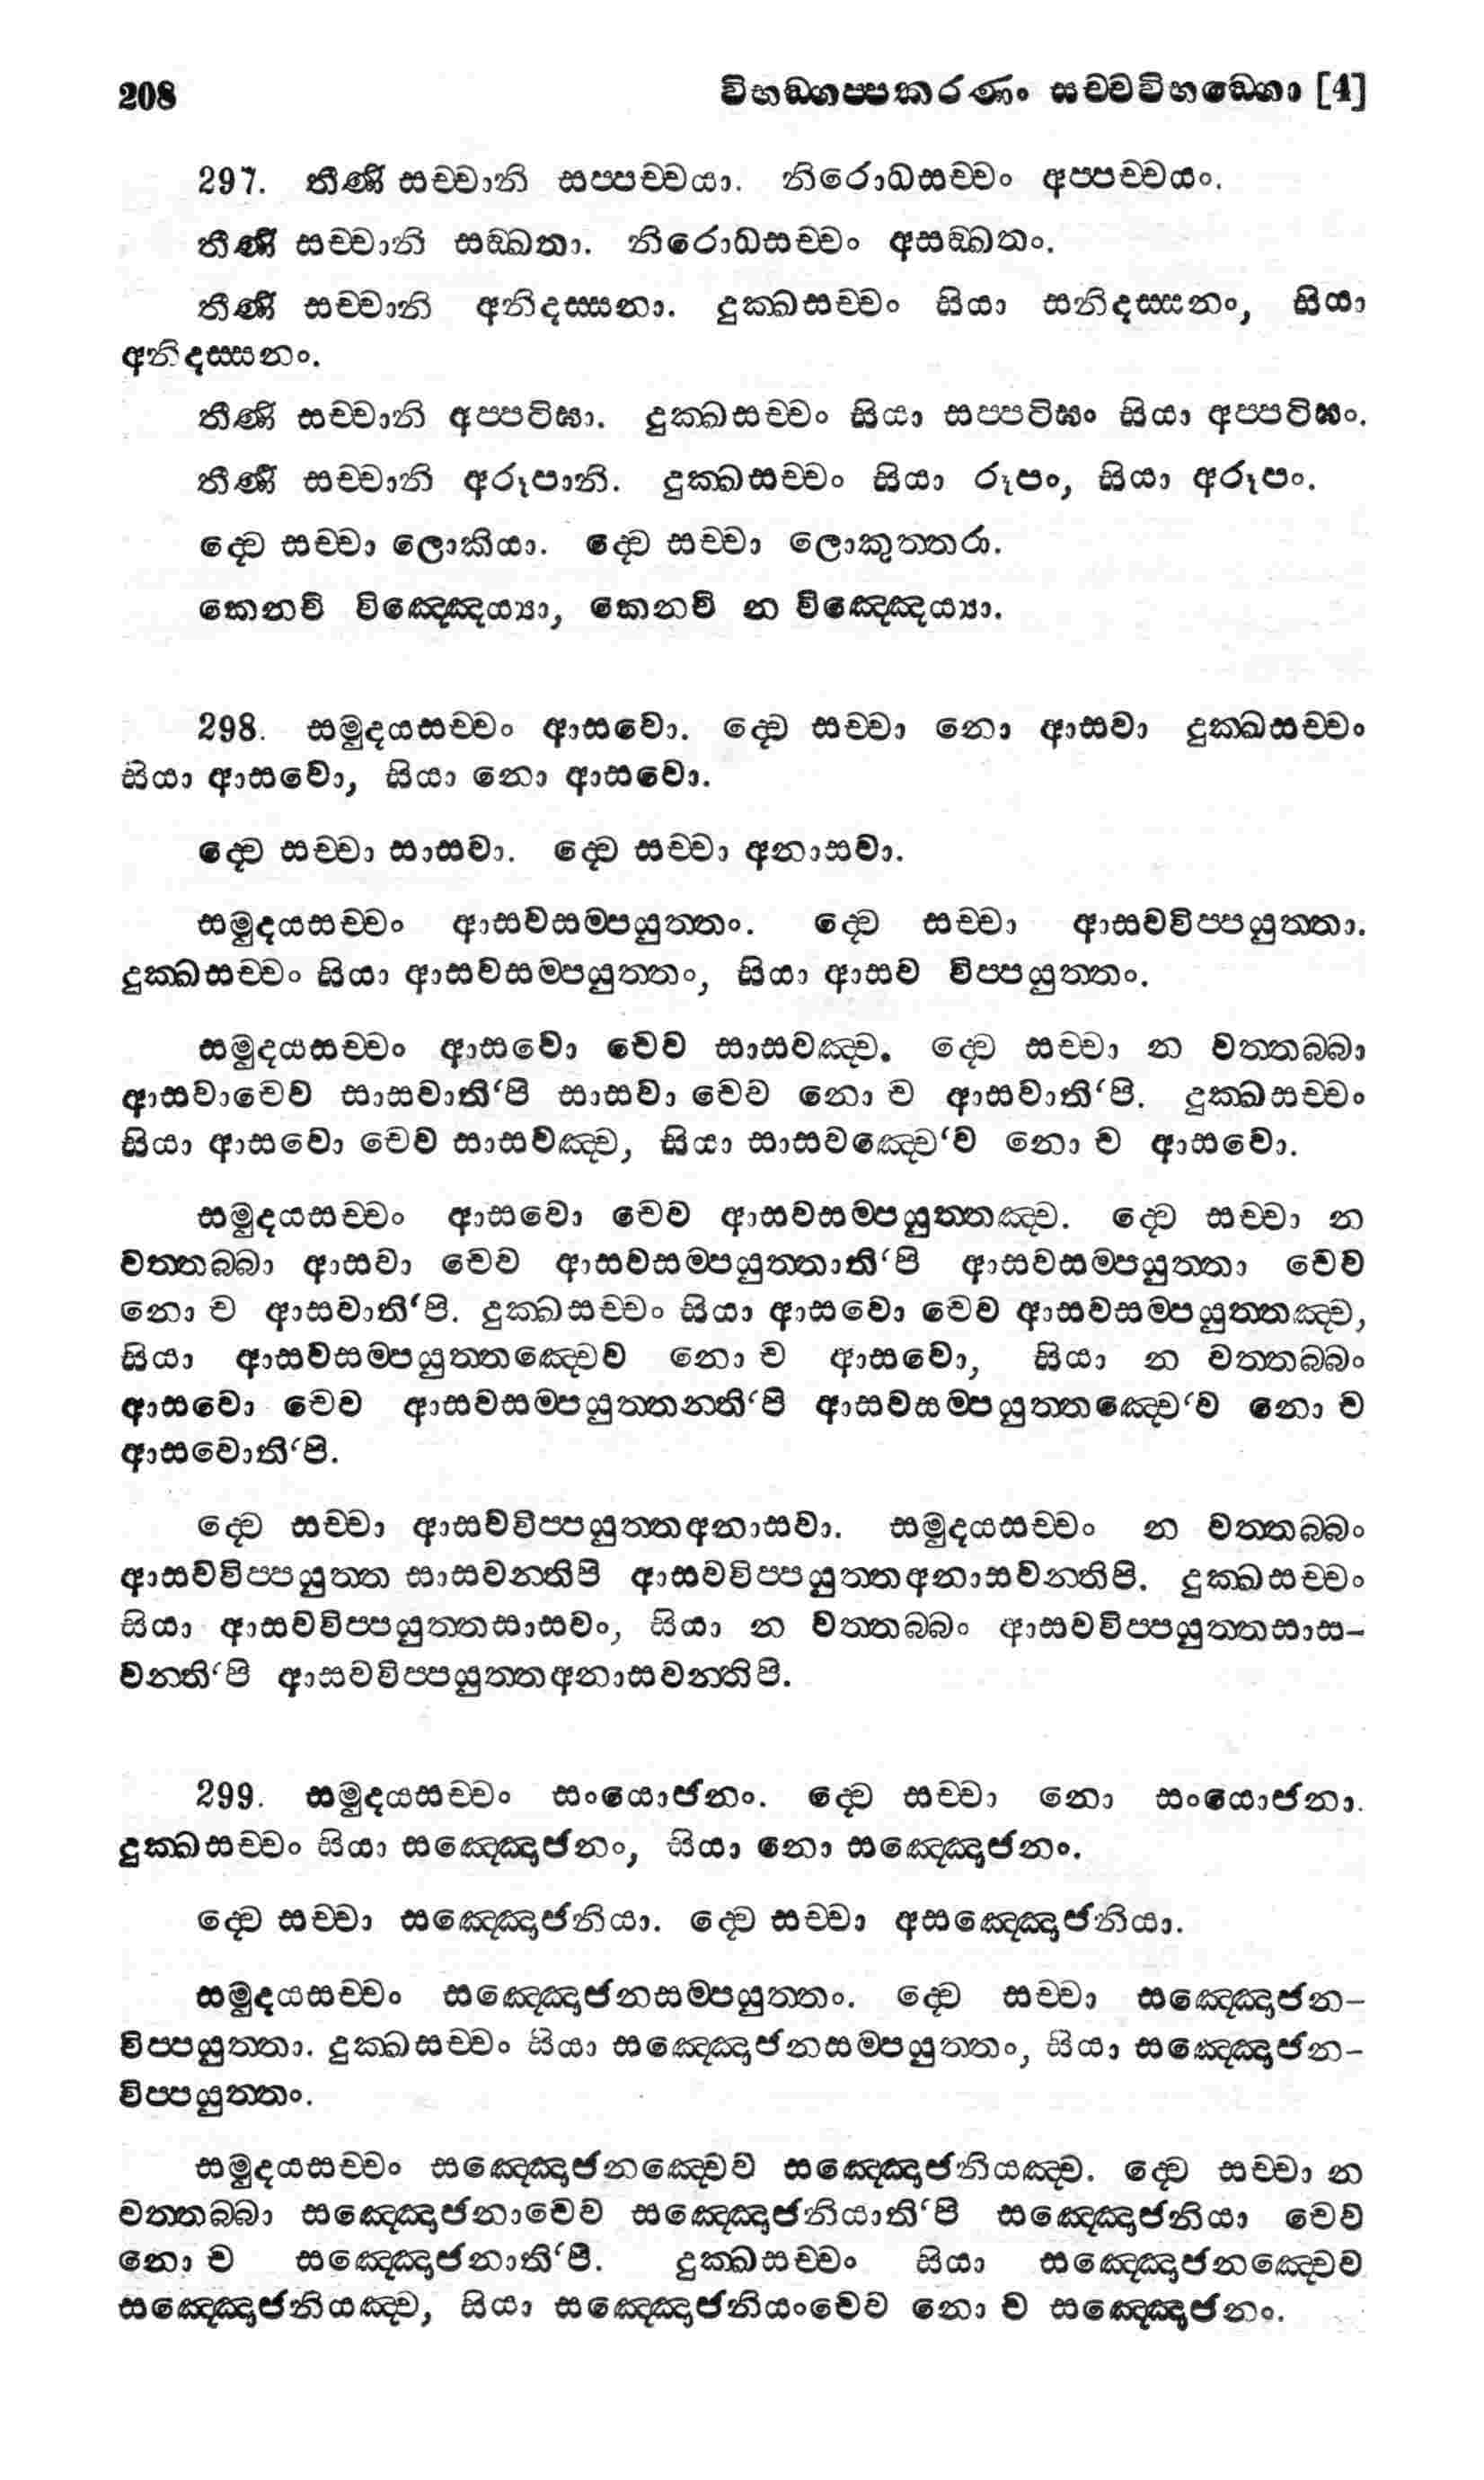 208 විභඞ්ගප්පකරණං සච්චවිභඞ්ගො [4]
297. තීණි සච්චානි සප්පච්චයා. නිරොධසච්චං අප්පච්චයං.
තීණි සච්චානි සඞ්ඛතා. නිරොධසච්චං අසඞ්ඛතං.
තීණි සච්චානි අනිදස්සනා. දුක්ඛසච්චං සියා සනිදස්සනං, සියා
අනිදස්සනං.
තීණි සච්චානි අප්පටිඝා. දුක්ඛසච්චං සියා සප්පටිඝං සියා අප්පටිඝං.
තීණි සච්චානි අරූපානි. දුක්ඛසච්චං සියා රූපං, සියා අරූපං.
ද්වෙ සච්චා ලොකියා. ද්වෙ සච්චා ලොකුත්තරා.
කෙනචි විඤ්ඤෙය්‍යා, කෙනචි න විඤ්ඤෙය්‍යා.
298. සමුදයසච්චං ආසවො. ද්වෙ සච්චා නො ආසවා දුක්ඛසච්චං
සියා ආසවො, සියා නො ආසවො.
ද්වෙ සච්චා සාසවා. ද්වෙ සච්චා අනාසවා.
සමුදයසච්චං ආසවසම්පයුත්තං. ද්වෙ සච්චා ආසවවිප්පයුත්තා.
දුක්ඛසච්චං සියා ආසවසම්පයුත්තං, සියා ආසව විප්පයුත්තං.
සමුදයසච්චං ආසවො චෙව සාසවඤ්ච. ද්වෙ සච්චා න වත්තබ්බා
ආසවාචෙව සාසවාති‘පි සාසවා චෙව නො ච ආසවාති‘පි. දුක්ඛසච්චං
සියා ආසවො චෙව සාසවඤ්ච, සියා සාසවඤ්චෙ‘ව නො ච ආසවො.
සමුදයසච්චං ආසවො චෙව ආසවසම්පයුත්තඤ්ච. ද්වෙ සච්චා න
වත්තබ්බා ආසවා චෙව ආසවසම්පයුත්තාති‘පි ආසවසම්පයුත්තා චෙව
නො ච ආසවාති‘පි. දුක්ඛසච්චං සියා ආසවො චෙව ආසවසම්පයුත්තඤ්ච,
සියා ආසවසම්පයුත්තඤ්චෙව නො ච ආසවො, සියා න වත්තබ්බං
ආසවො චෙව ආසවසම්පයුත්තන්ති‘පි ආසවසම්පයුත්තඤ්චෙ‘ව නො ච
ආසවොති‘පි.
ද්වෙ සච්චා ආසවවිප්පයුත්තඅනාසවා. සමුදයසච්චං න වත්තබ්බං
ආසවවිප්පයුත්ත සාසවන්තිපි ආසවවිප්පයුත්තඅනාසවන්තිපි. දුක්ඛසච්චං
සියා ආසවවිප්පයුත්තසාසවං, සියා න වත්තබ්බං ආසවවිප්පයුත්තසාස-
වන්ති‘පි ආසවවිප්පයුත්තඅනාසවන්තිපි.
299. සමුදයසච්චං සංයොජනං. ද්වෙ සච්චා නො සංයොජනා.
දුක්ඛසච්චං සියා සඤ්ඤොජනං, සියා නො සඤ්ඤොජනං.
ද්වෙ සච්චා සඤ්ඤොජනියා. ද්වෙ සච්චා අසඤ්ඤොජනියා.
සමුදයසච්චං සඤ්ඤොජනසම්පයුත්තං. ද්වෙ සච්චා සඤ්ඤොජන-
විප්පයුත්තා. දුක්ඛසච්චං සියා සඤ්ඤොජනසම්පයුත්තං, සියා සඤ්ඤොජන-
විප්පයුත්තං.
සමුදයසච්චං සඤ්ඤොජනඤ්චෙව සඤ්ඤොජනියඤ්ච. ද්වෙ සච්චා න
වත්තබ්බා සඤ්ඤොජනාචෙව සඤ්ඤොජනියාති‘පි සඤ්ඤොජනියා චෙව
නො ච සඤ්ඤොජනාති‘පි. දුක්ඛසච්චං සියා සඤ්ඤොජනඤ්චෙව
සඤ්ඤොජනියඤ්ච, සියා සඤ්ඤොජනියංචෙව නො ච සඤ්ඤොජනං.